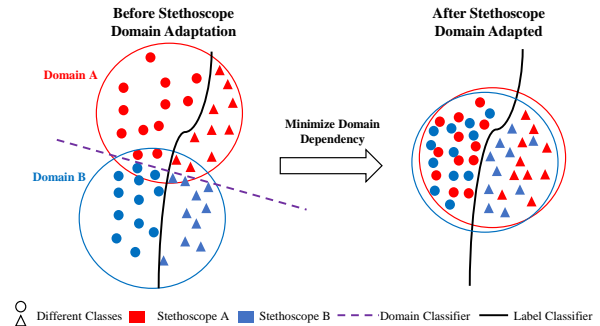 Before Stethoscope
Domain Adaptation
After Stethoscope
Domain Adapted
Domain A
Minimize Domain
Dependency
Domain B
Different Classes Stethoscope A Stethoscope B Domain Classifier Label Classifier